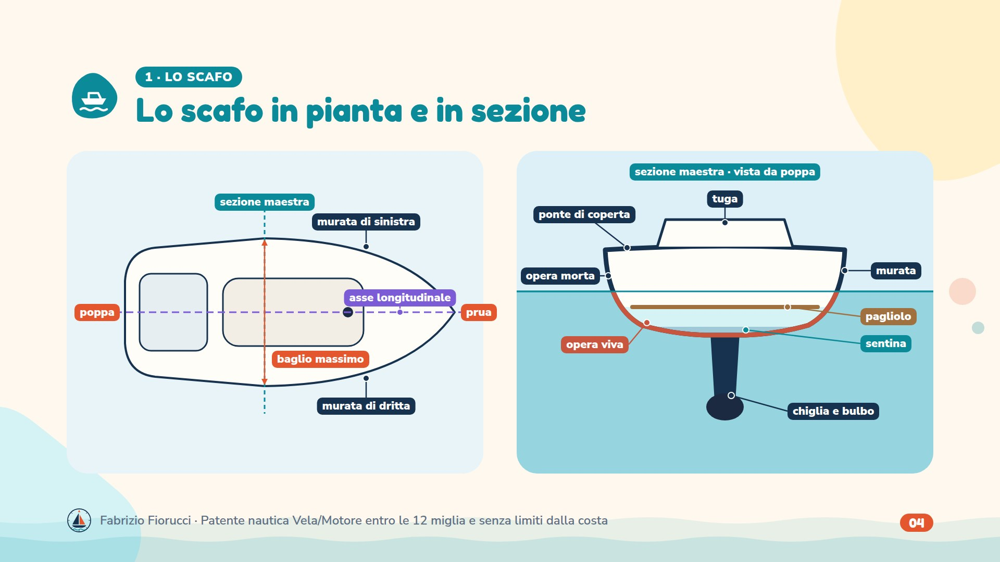 1 · LO SCAFO
Lo scafo in pianta e in sezione
sezione maestra
murata di sinistra
asse longitudinale
poppa
prua
baglio massimo
murata di dritta
sezione maestra · vista da poppa
tuga
ponte di coperta
opera morta
murata
pagliolo
sentina
opera viva
chiglia e bulbo
Fabrizio Fiorucci · Patente nautica Vela/Motore entro le 12 miglia e senza limiti dalla costa
04